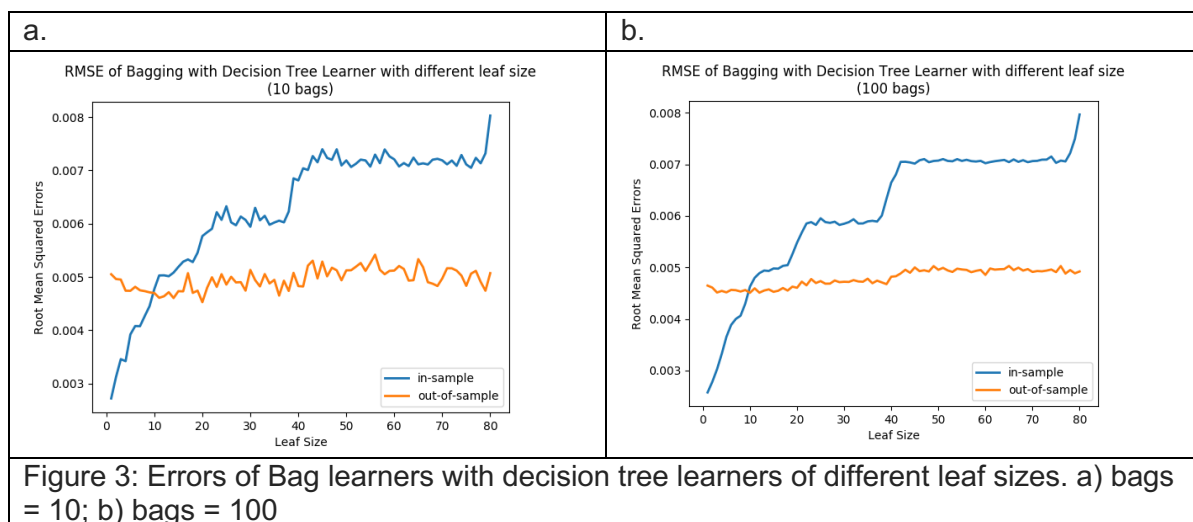 a.
b.
RMSE of Bagging with Decision Tree Learner with different leaf size
(10 bags)
0.008
0.007
0.006
0.005
0.004
0.003
Root Mean Squared Errors
in-sample
out-of-sample
0 10 20 30 40 50 60 70 80
Leaf Size
RMSE of Bagging with Decision Tree Learner with different leaf size
(100 bags)
0.008
0.007
0.006
0.005
0.004
0.003
Root Mean Squared Errors
in-sample
out-of-sample
0 10 20 30 40 50 60 70 80
Leaf Size
Figure 3: Errors of Bag learners with decision tree learners of different leaf sizes. a) bags
= 10; b) bags = 100